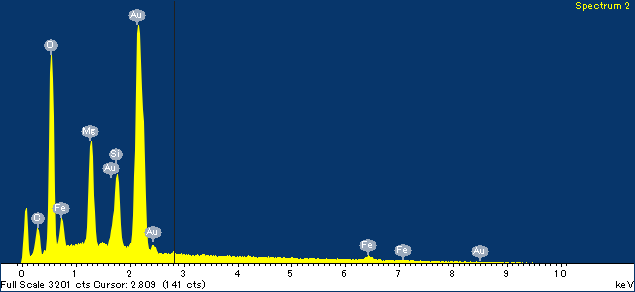 Spectrum 2
Au
O
Mg
Si
Au
Fe
C
Au
Fe Fe Au
0 1 2 3 4 5 6 7 8 9 10
Full Scale 3201 cts Cursor: 2.809 (141 cts) keV